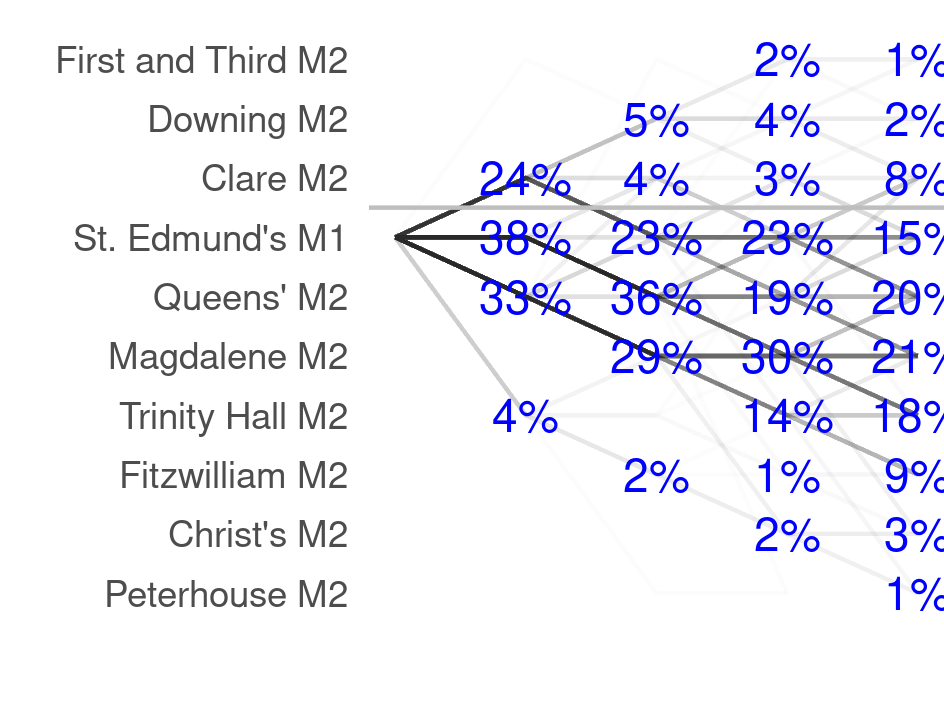 First and Third M2 2% 1%
Downing M2 5% 4% 2%
Clare M2 24% 4% 3% 8%
St. Edmund's M1 38% 23% 23% 15%
Queens' M2 33% 36% 19% 20%
Magdalene M2 29% 30% 21%
Trinity Hall M2 4% 14% 18%
Fitzwilliam M2 2% 1% 9%
Christ's M2 2% 3%
Peterhouse M2 1%